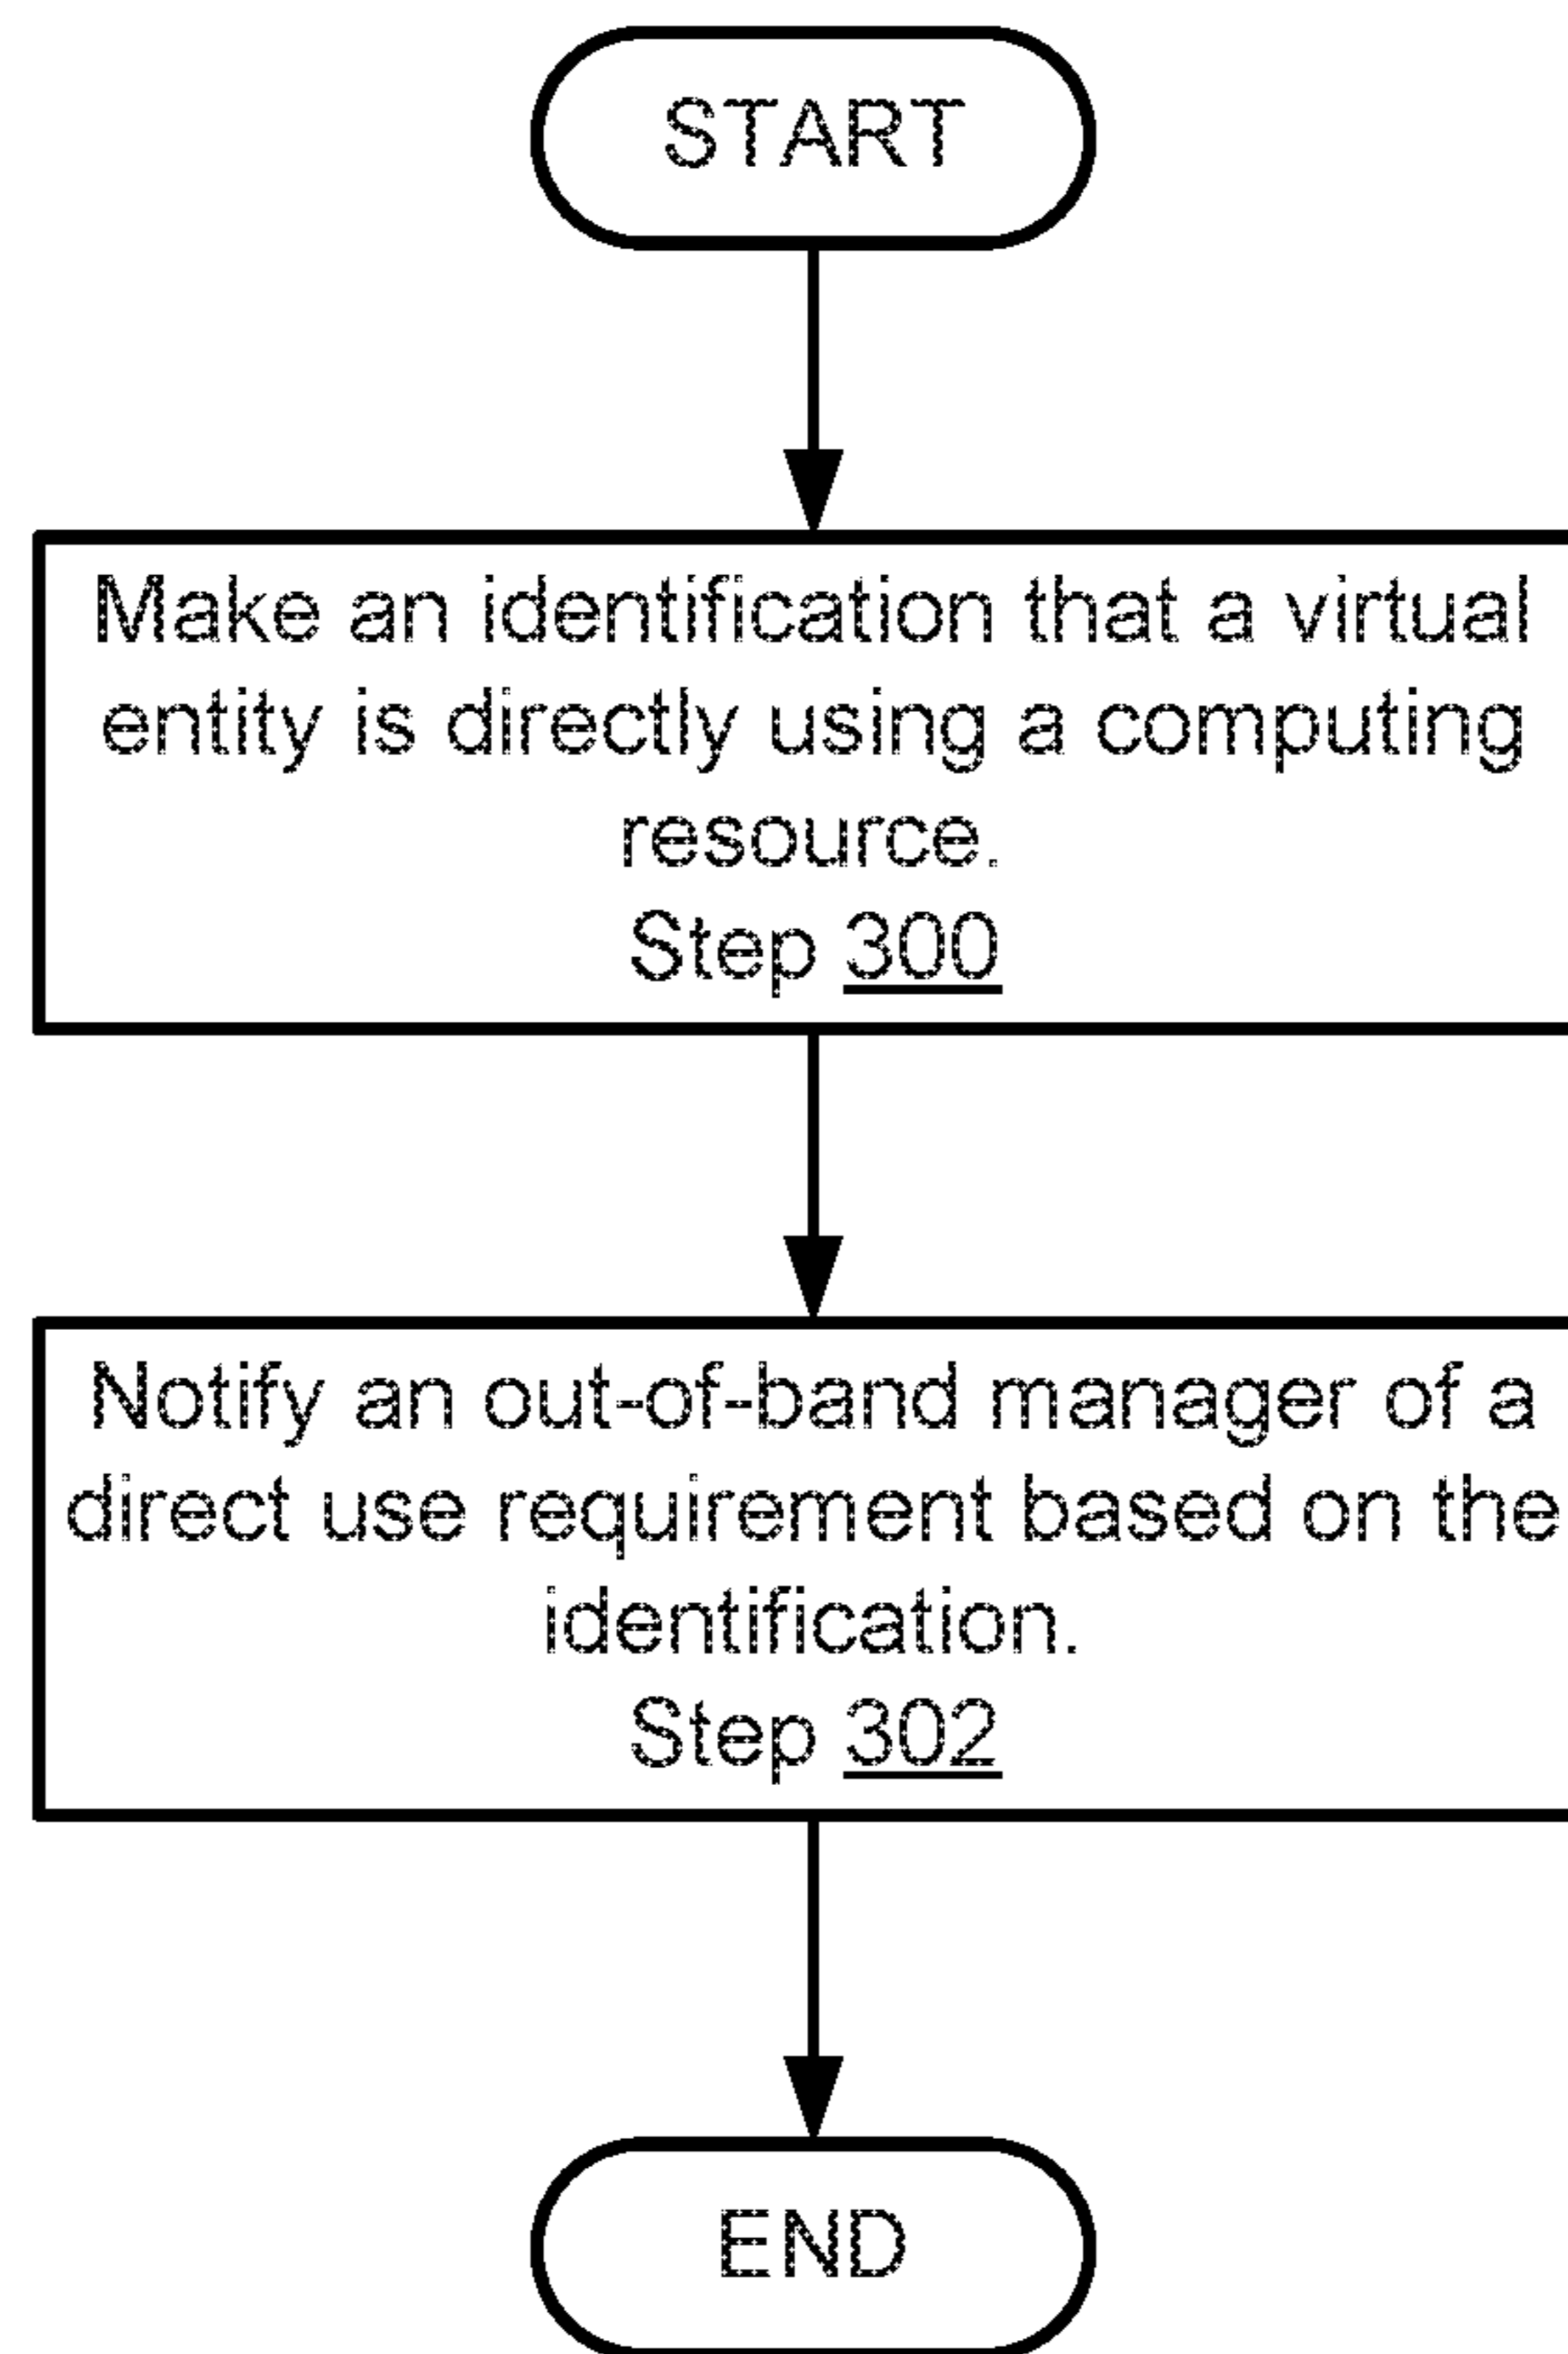 START
Make an identification that a virtual
entity is directly using a computing
resource.
Step 300
Notify an out-of-band manager of a
direct use requirement based on the
identification.
Step 302
END